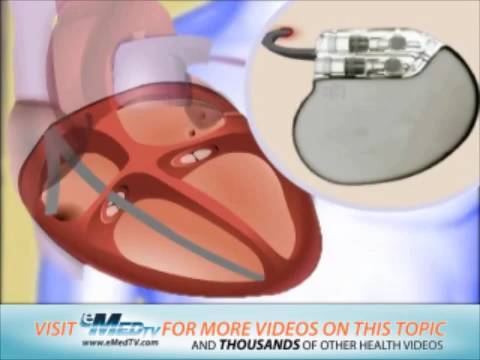 VISIT eMEDTV FOR MORE VIDEOS ON THIS TOPIC
www.eMedTV.com AND THOUSANDS OF OTHER HEALTH VIDEOS